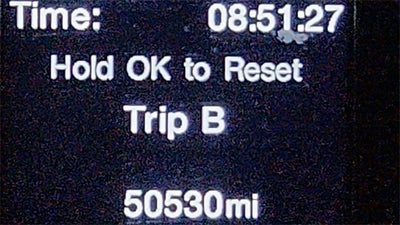 Time: 08:51:27
Hold OK to Reset
Trip B
50530mi